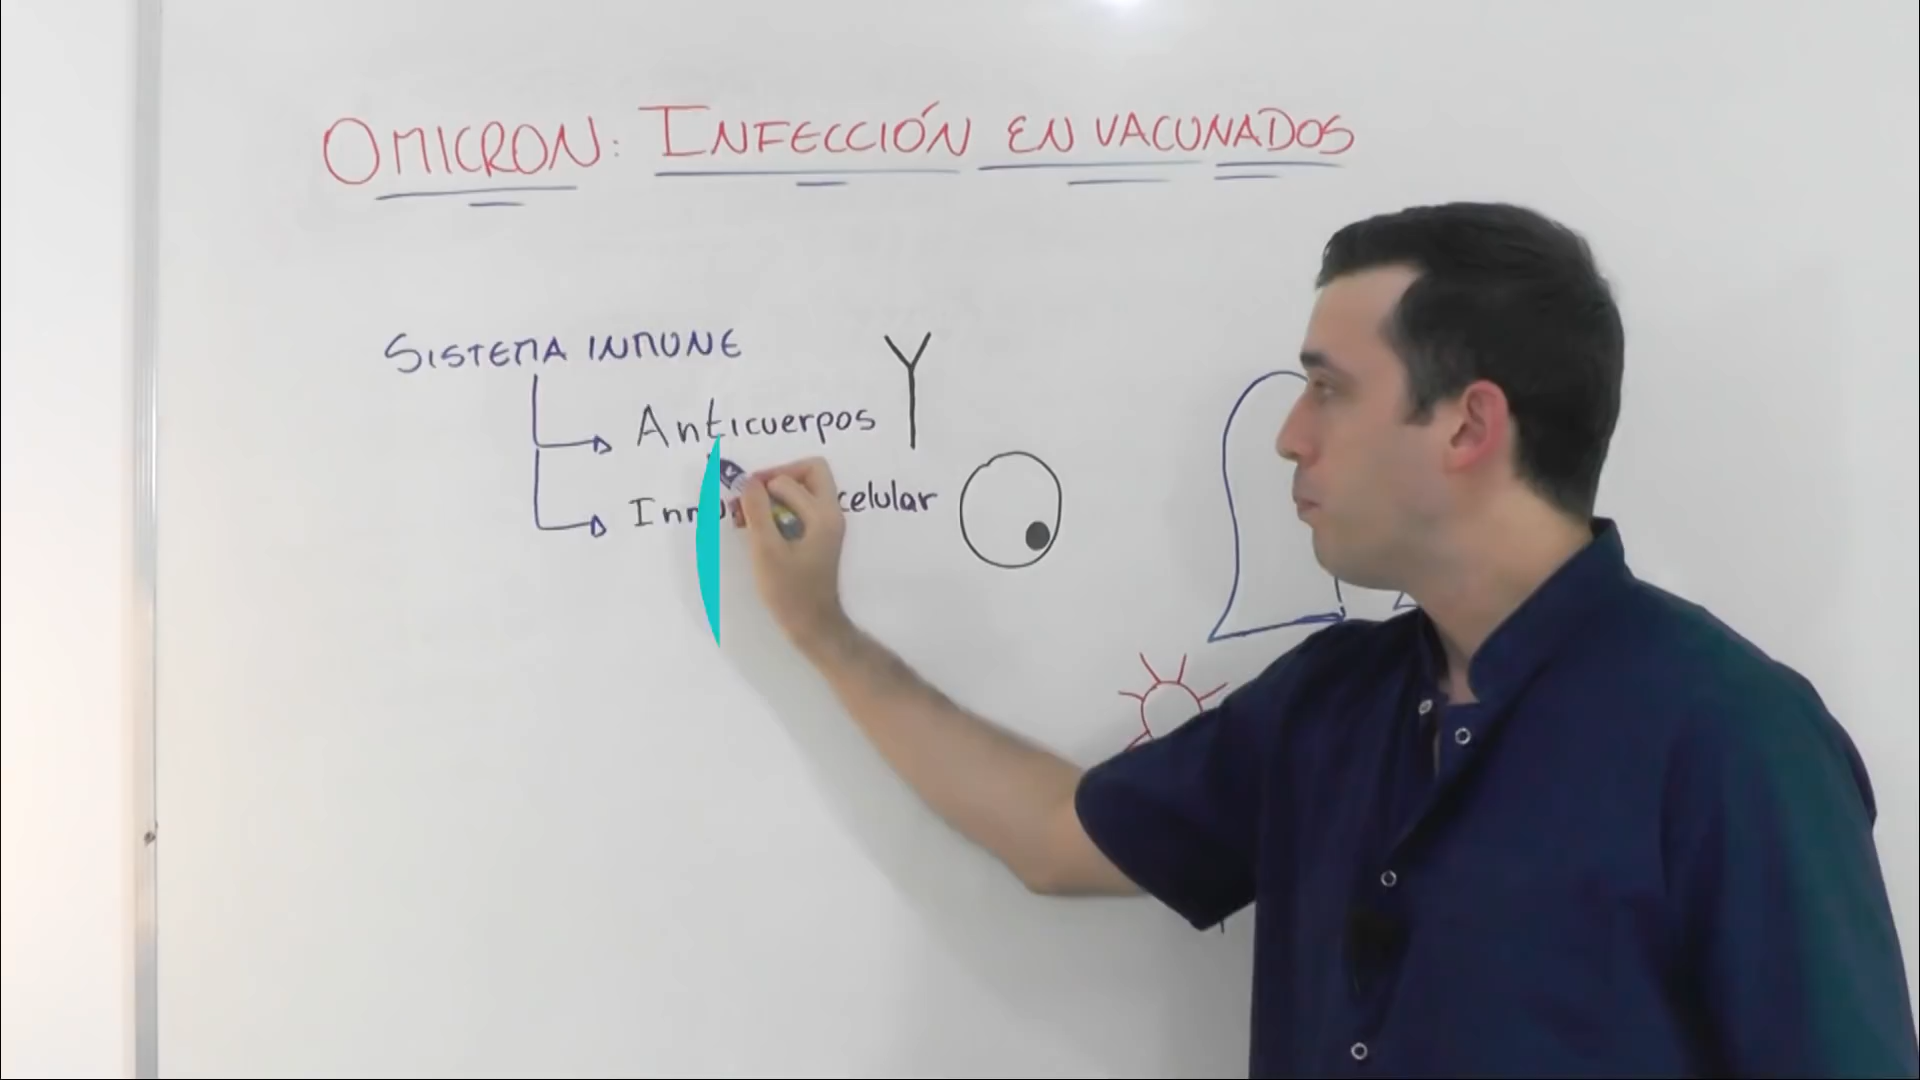 OMICRON: INFECCIÓN EN VACUNADOS
SISTEMA INMUNE
Anticuerpos
celular